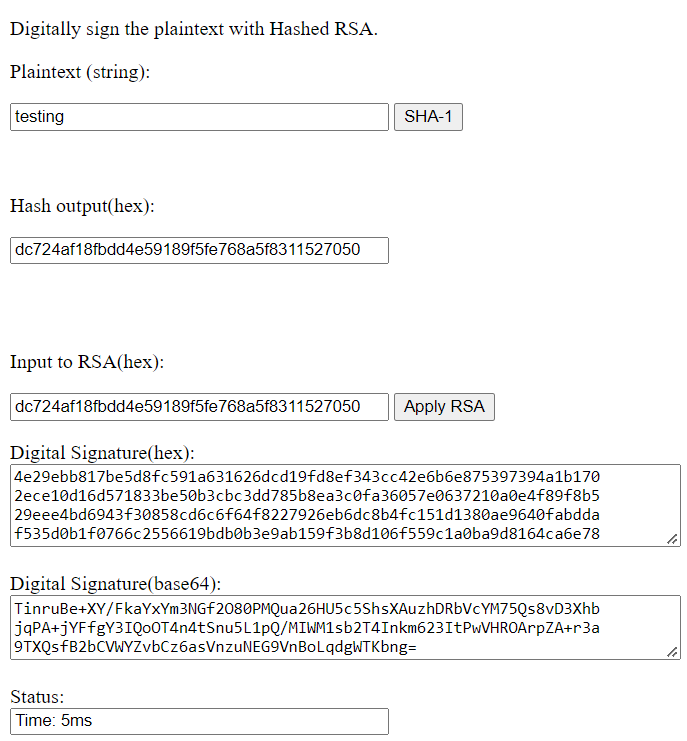 Digitally sign the plaintext with Hashed RSA.
Plaintext (string):
testing SHA-1
Hash output(hex):
dc724af18fbdd4e59189f5fe768a5f8311527050
Input to RSA(hex):
dc724af18fbdd4e59189f5fe768a5f8311527050 Apply RSA
Digital Signature(hex):
4e29ebb817be5d8fc591a631626dcd19fd8ef343cc42e6b6e875397394a1b170
2ece10d16d571833be50b3cbc3dd785b8ea3c0fa36057e0637210a0e4f89f8b5
29eee4bd6943f30858cd6c6f64f8227926eb6dc8b4fc151d1380ae9640fabdda
f535d0b1f0766c2556619bdb0b3e9ab159f3b8d106f559c1a0ba9d8164ca6e78
Digital Signature(base64):
TinruBe+XY/FkaYxYm3NGf2O80PMQua26HU5c5ShsXAuzhDRbVcYM75Qs8vD3Xhb
jqPA+jYFfgY3IQoOT4n4tSnu5L1pQ/MIWM1sb2T4Inkm623ItPwVHROArpZA+r3a
9TXQsfB2bCVWYZvbCz6asVnzuNEG9VnBoLqdgWTKbng=
Status:
Time: 5ms